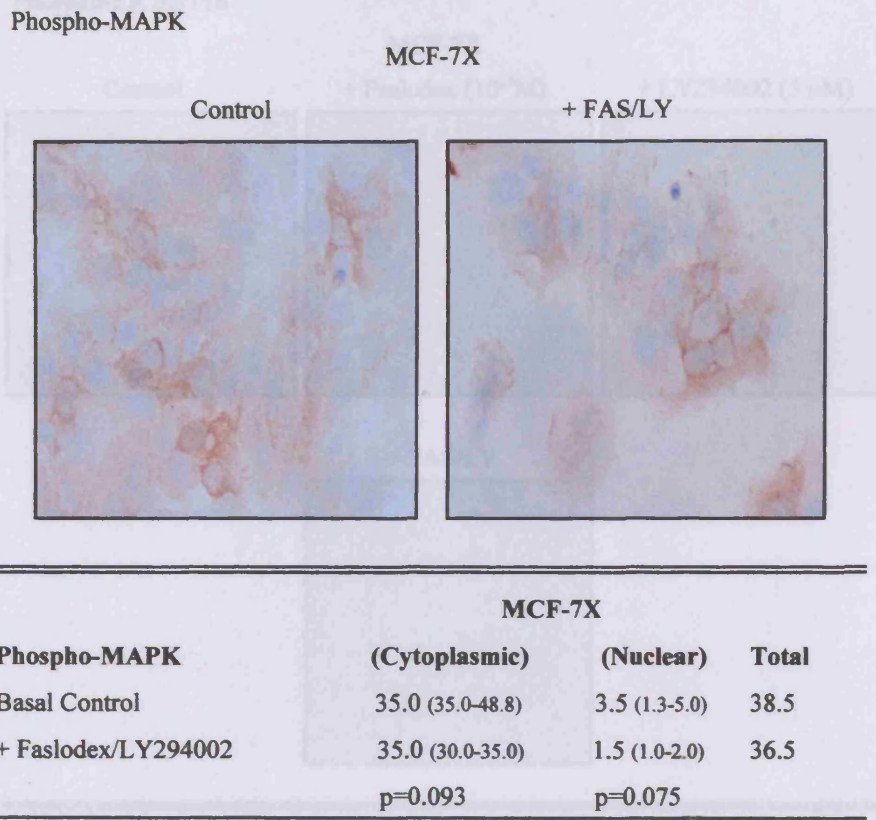 Phospho-MAPK
MCF-7X
Control + FAS/LY
MCF-7X
Phospho-MAPK (Cytoplasmic) (Nuclear) Total
Basal Control 35.0 (35.0-48.8) 3.5 (1.3-5.0) 38.5
+ Faslodex/LY294002 35.0 (30.0-35.0) 1.5 (1.0-2.0) 36.5
p=0.093 p=0.075